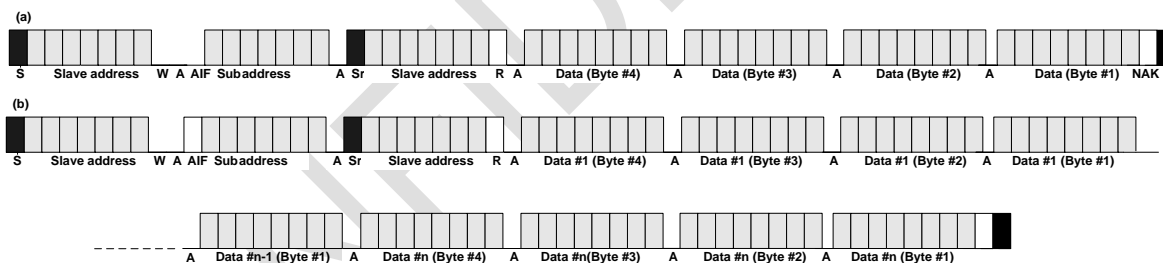 (a)
S Slave address W A AIF Subaddress A Sr Slave address R A Data (Byte #4) A Data (Byte #3) A Data (Byte #2) A Data (Byte #1) NAK
(b)
S Slave address W A AIF Subaddress A Sr Slave address R A Data #1 (Byte #4) A Data #1 (Byte #3) A Data #1 (Byte #2) A Data #1 (Byte #1)
A Data #n-1 (Byte #1) A Data #n (Byte #4) A Data #n(Byte #3) A Data #n (Byte #2) A Data #n (Byte #1)